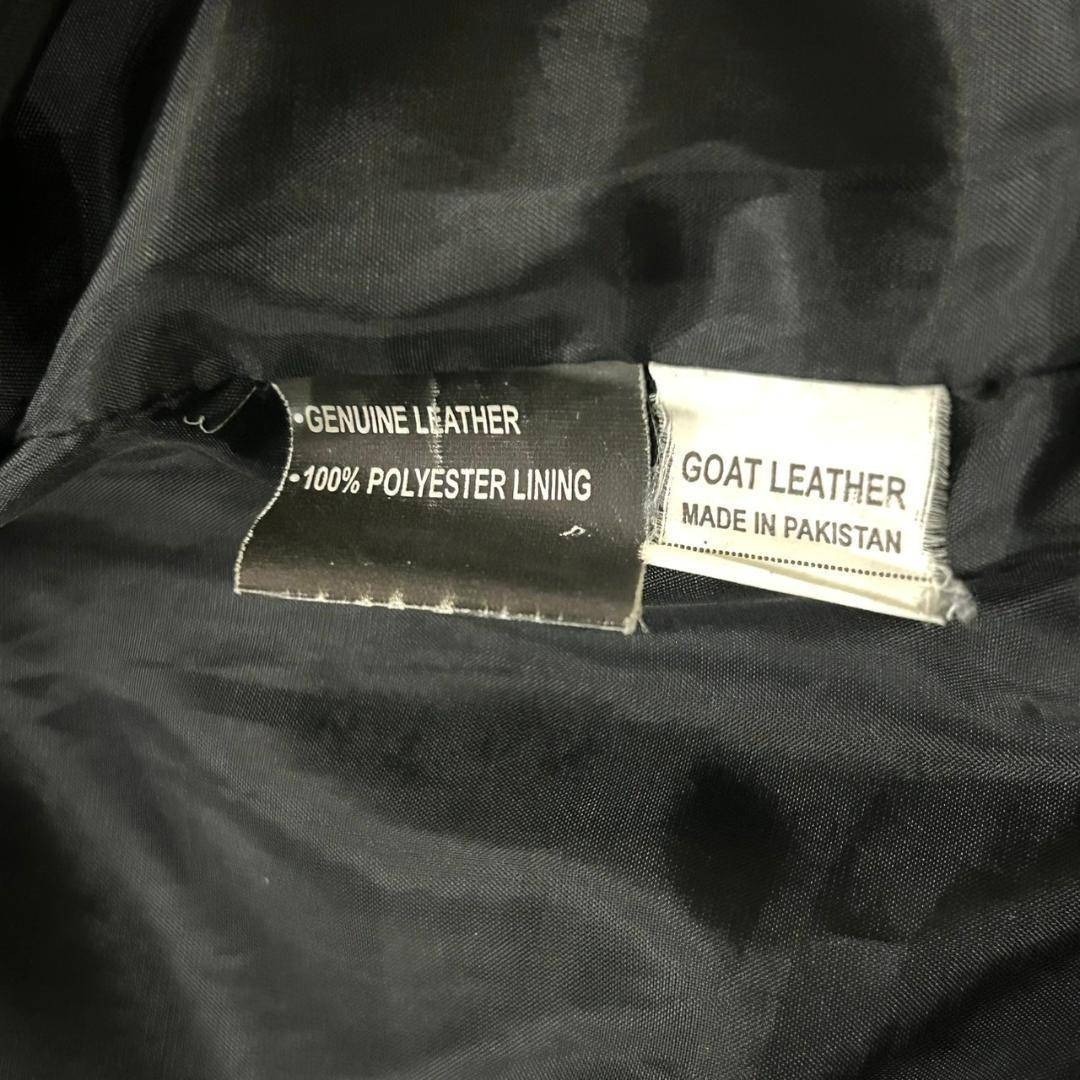 •GENUINE LEATHER
•100% POLYESTER LINING
GOAT LEATHER
MADE IN PAKISTAN